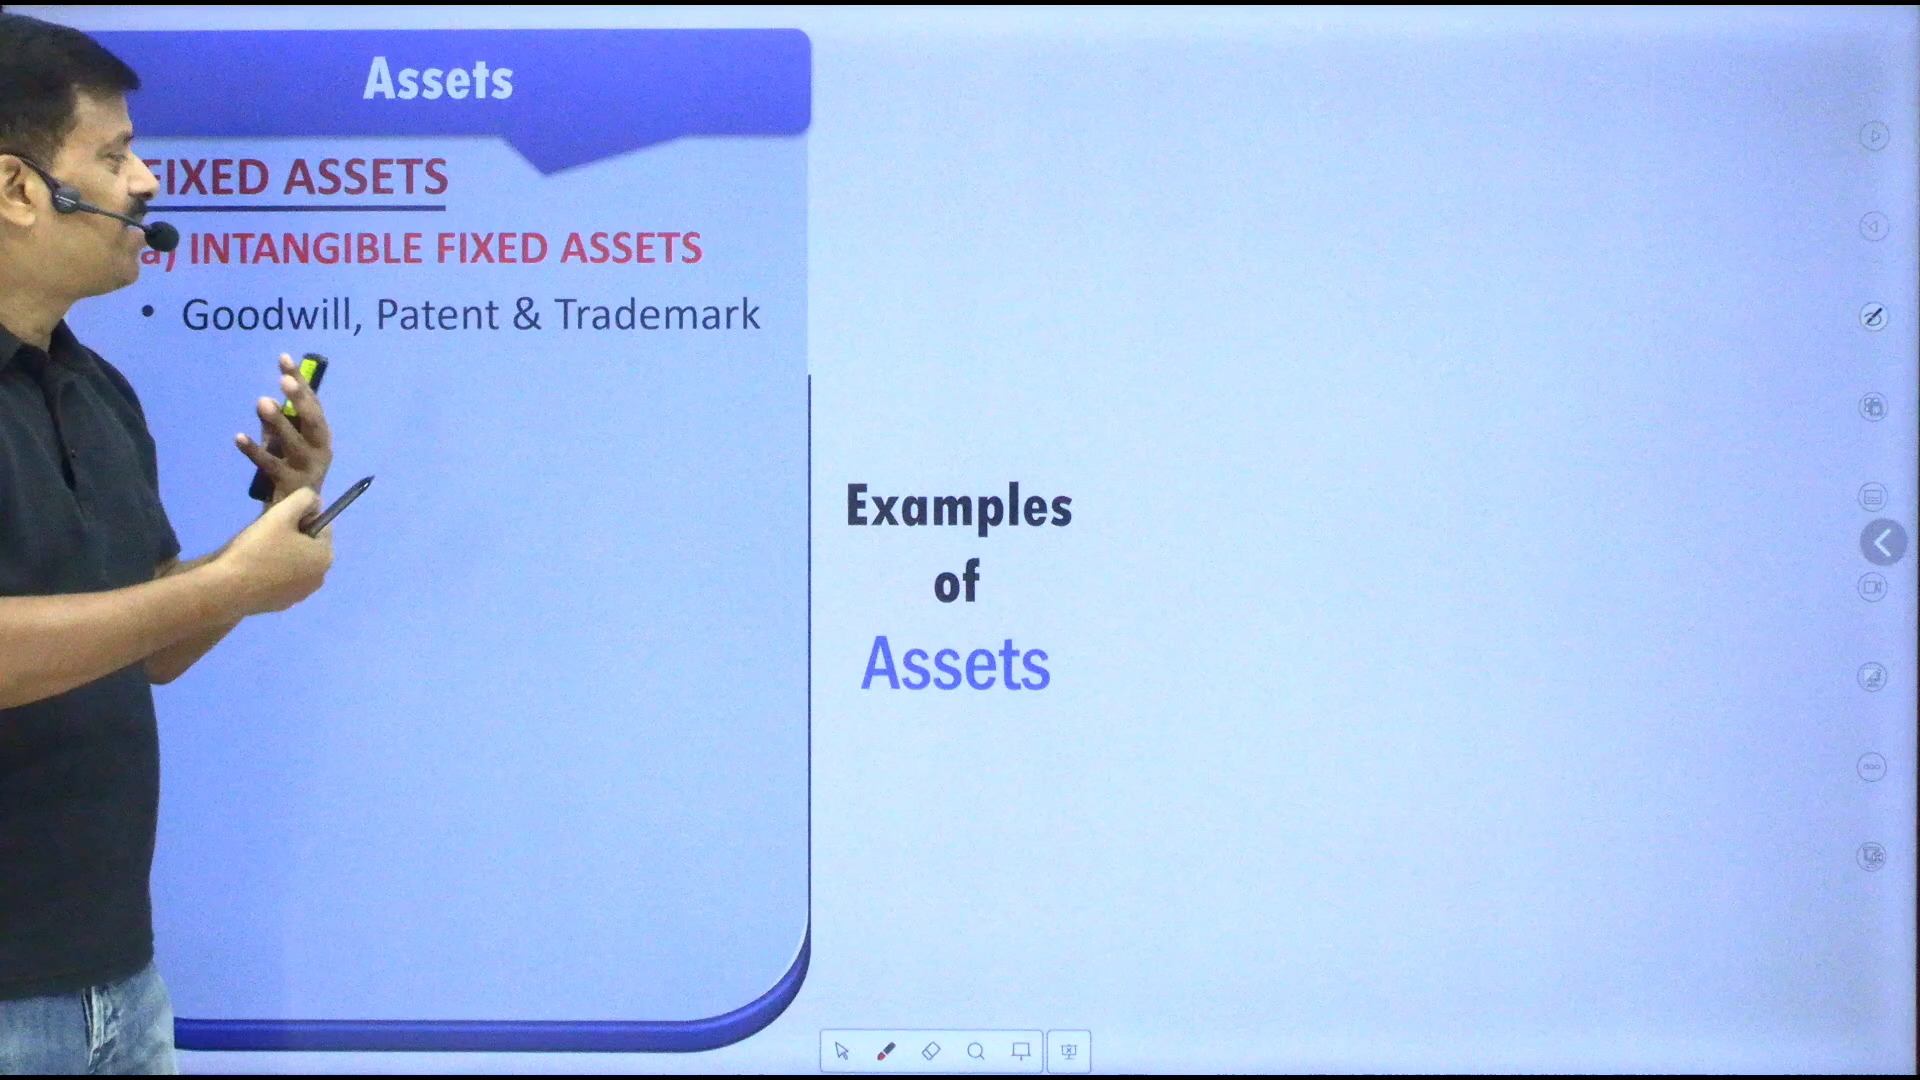 Assets
FIXED ASSETS
a) INTANGIBLE FIXED ASSETS
• Goodwill, Patent & Trademark
Examples
of
Assets